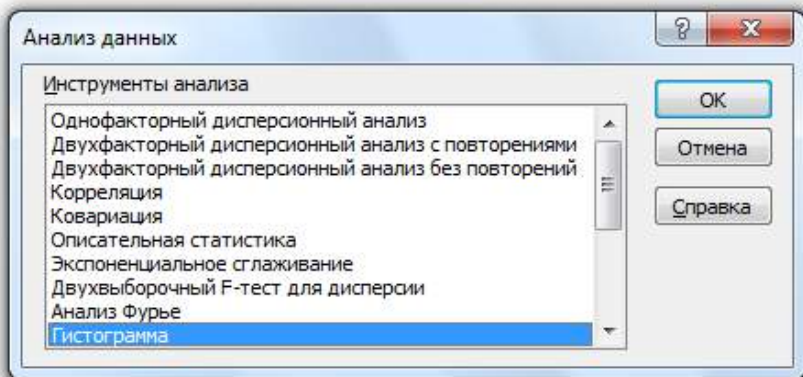 Анализ данных
?
Инструменты анализа
Однофакторный дисперсионный анализ
Двухфакторный дисперсионный анализ с повторениями
Двухфакторный дисперсионный анализ без повторений
Корреляция
Ковариация
Описательная статистика
Экспоненциальное сглаживание
Двухвыборочный F-тест для дисперсии
Анализ Фурье
Гистограмма
ОК
Отмена
Справка